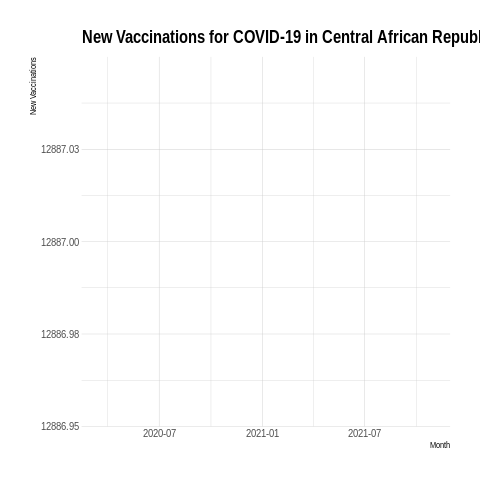 New Vaccinations for COVID-19 in Central African Republ
New Vaccinations
12887.03
12887.00
12886.98
12886.95
2020-07 2021-01 2021-07
Month